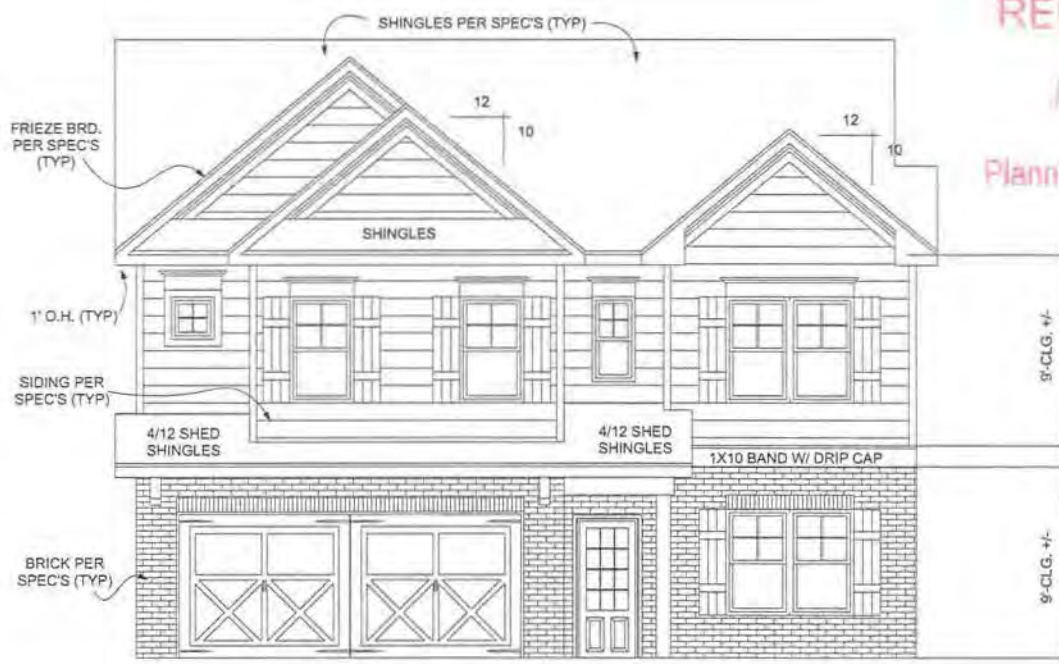 SHINGLES PER SPEC'S (TYP)
12
10
12
10
FRIEZE BRD.
PER SPEC'S
(TYP)
SHINGLES
1' O.H. (TYP)
9'-CLG. +/-
SIDING PER
SPEC'S (TYP)
4/12 SHED
SHINGLES
4/12 SHED
SHINGLES
1X10 BAND W/ DRIP CAP
BRICK PER
SPEC'S (TYP)
9'-CLG. +/-